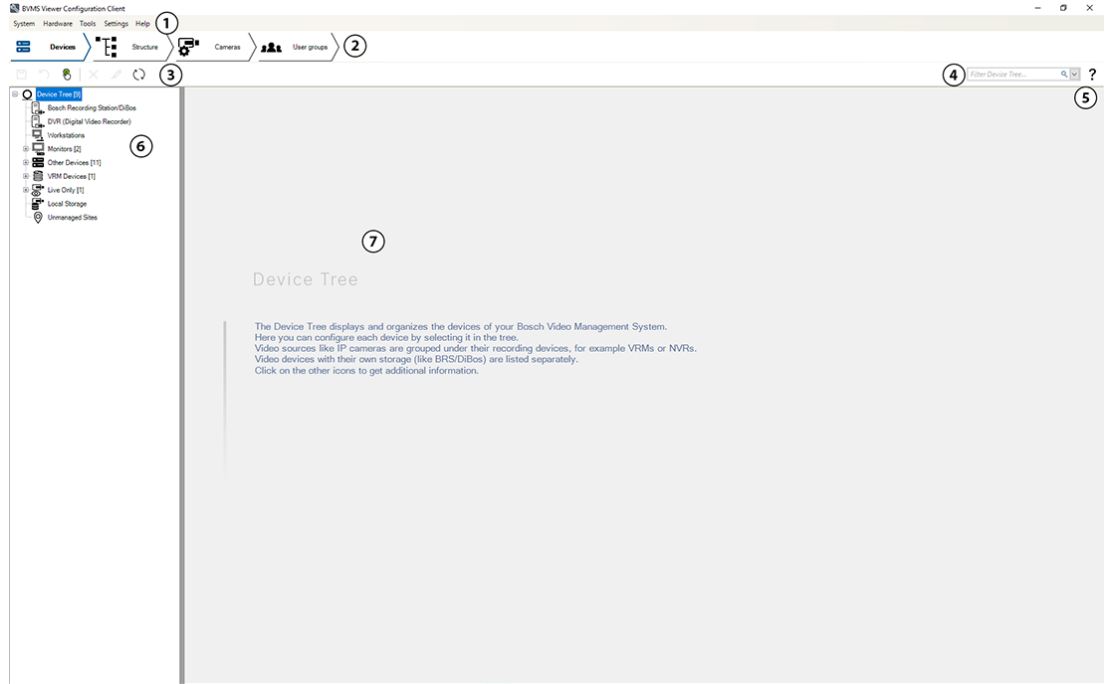 BVMS Viewer Configuration Client
System Hardware Tools Settings Help 1
Devices Structure Cameras User groups 2
3 4 Filter Device Tree... ?
5
Device Tree [9]
Bosch Recording Station/DiBos
DVR (Digital Video Recorder)
Workstations
6
Monitors [2]
Other Devices [11]
VRM Devices [1]
Live Only [1]
Local Storage
Unmanaged Sites
7
Device Tree
The Device Tree displays and organizes the devices of your Bosch Video Management System.
Here you can configure each device by selecting it in the tree.
Video sources like IP cameras are grouped under their recording devices, for example VRMs or NVRs.
Video devices with their own storage (like BRS/DiBos) are listed separately.
Click on the other icons to get additional information.